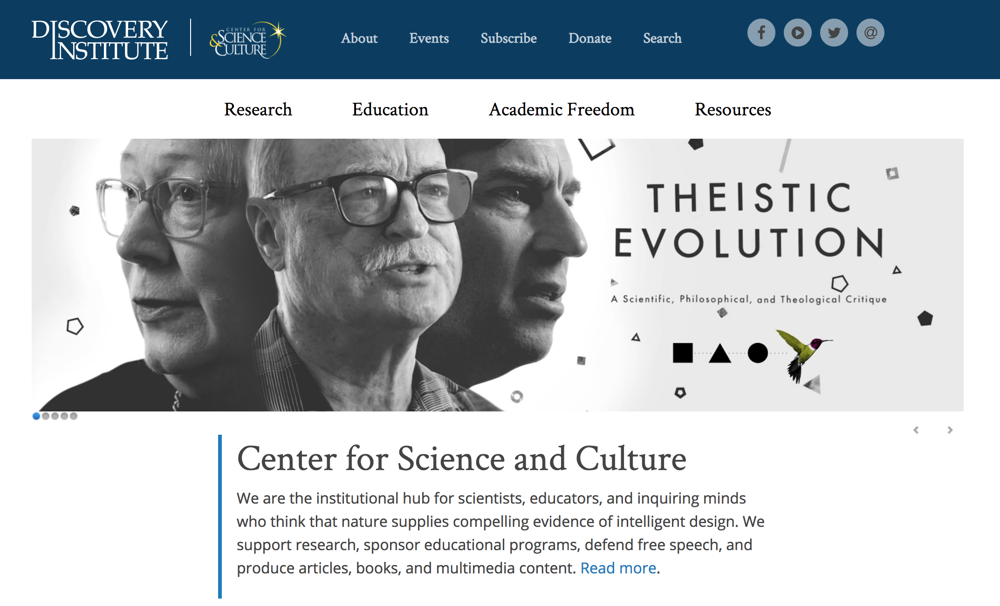 DISCOVERY
INSTITUTE
CENTER FOR
SCIENCE
& CULTURE
About Events Subscribe Donate Search
Research Education Academic Freedom Resources
THEISTIC
EVOLUTION
A Scientific, Philosophical, and Theological Critique
Center for Science and Culture
We are the institutional hub for scientists, educators, and inquiring minds
who think that nature supplies compelling evidence of intelligent design. We
support research, sponsor educational programs, defend free speech, and
produce articles, books, and multimedia content. Read more.